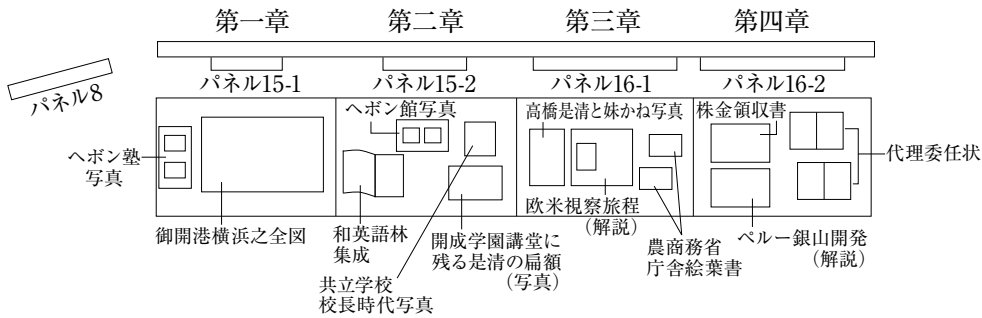 第一章
第二章
第三章
第四章
パネル8
パネル15-1
パネル15-2
パネル16-1
パネル16-2
ヘボン塾
写真
御開港横浜之全図
ヘボン館写真
和英語林
集成
共立学校
校長時代写真
開成学園講堂に
残る是清の扁額
（写真）
高橋是清と妹かね写真
欧米視察旅程
（解説）
農商務省
庁舎絵葉書
株金領収書
代理委任状
ペルー銀山開発
（解説）